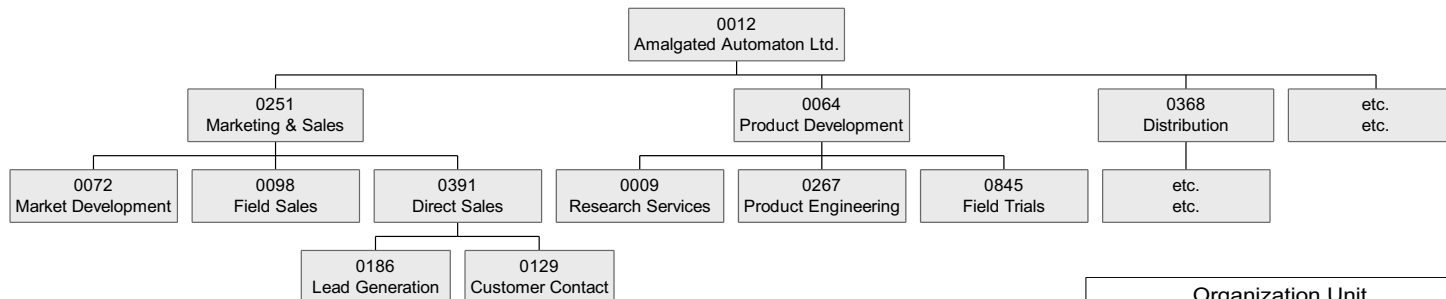 0012
Amalgated Automaton Ltd.
0251
Marketing & Sales
0064
Product Development
0368
Distribution
etc.
etc.
0072
Market Development
0098
Field Sales
0391
Direct Sales
0009
Research Services
0267
Product Engineering
0845
Field Trials
etc.
etc.
0186
Lead Generation
0129
Customer Contact
Organization Unit